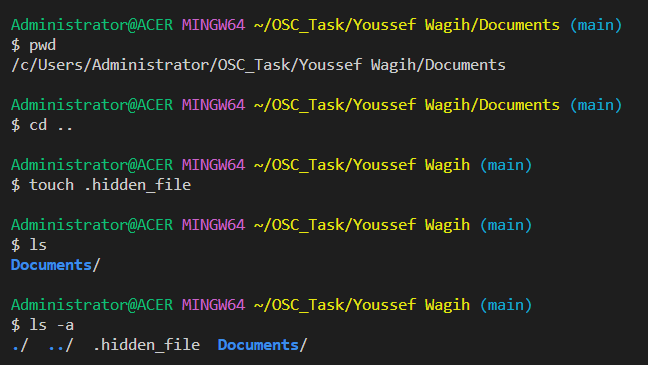 Administrator@ACER MINGW64 ~/OSC_Task/Youssef Wagih/Documents (main)
$ pwd
/c/Users/Administrator/OSC_Task/Youssef Wagih/Documents
Administrator@ACER MINGW64 ~/OSC_Task/Youssef Wagih/Documents (main)
$ cd ..
Administrator@ACER MINGW64 ~/OSC_Task/Youssef Wagih (main)
$ touch .hidden_file
Administrator@ACER MINGW64 ~/OSC_Task/Youssef Wagih (main)
$ ls
Documents/
Administrator@ACER MINGW64 ~/OSC_Task/Youssef Wagih (main)
$ ls -a
./  ../  .hidden_file  Documents/